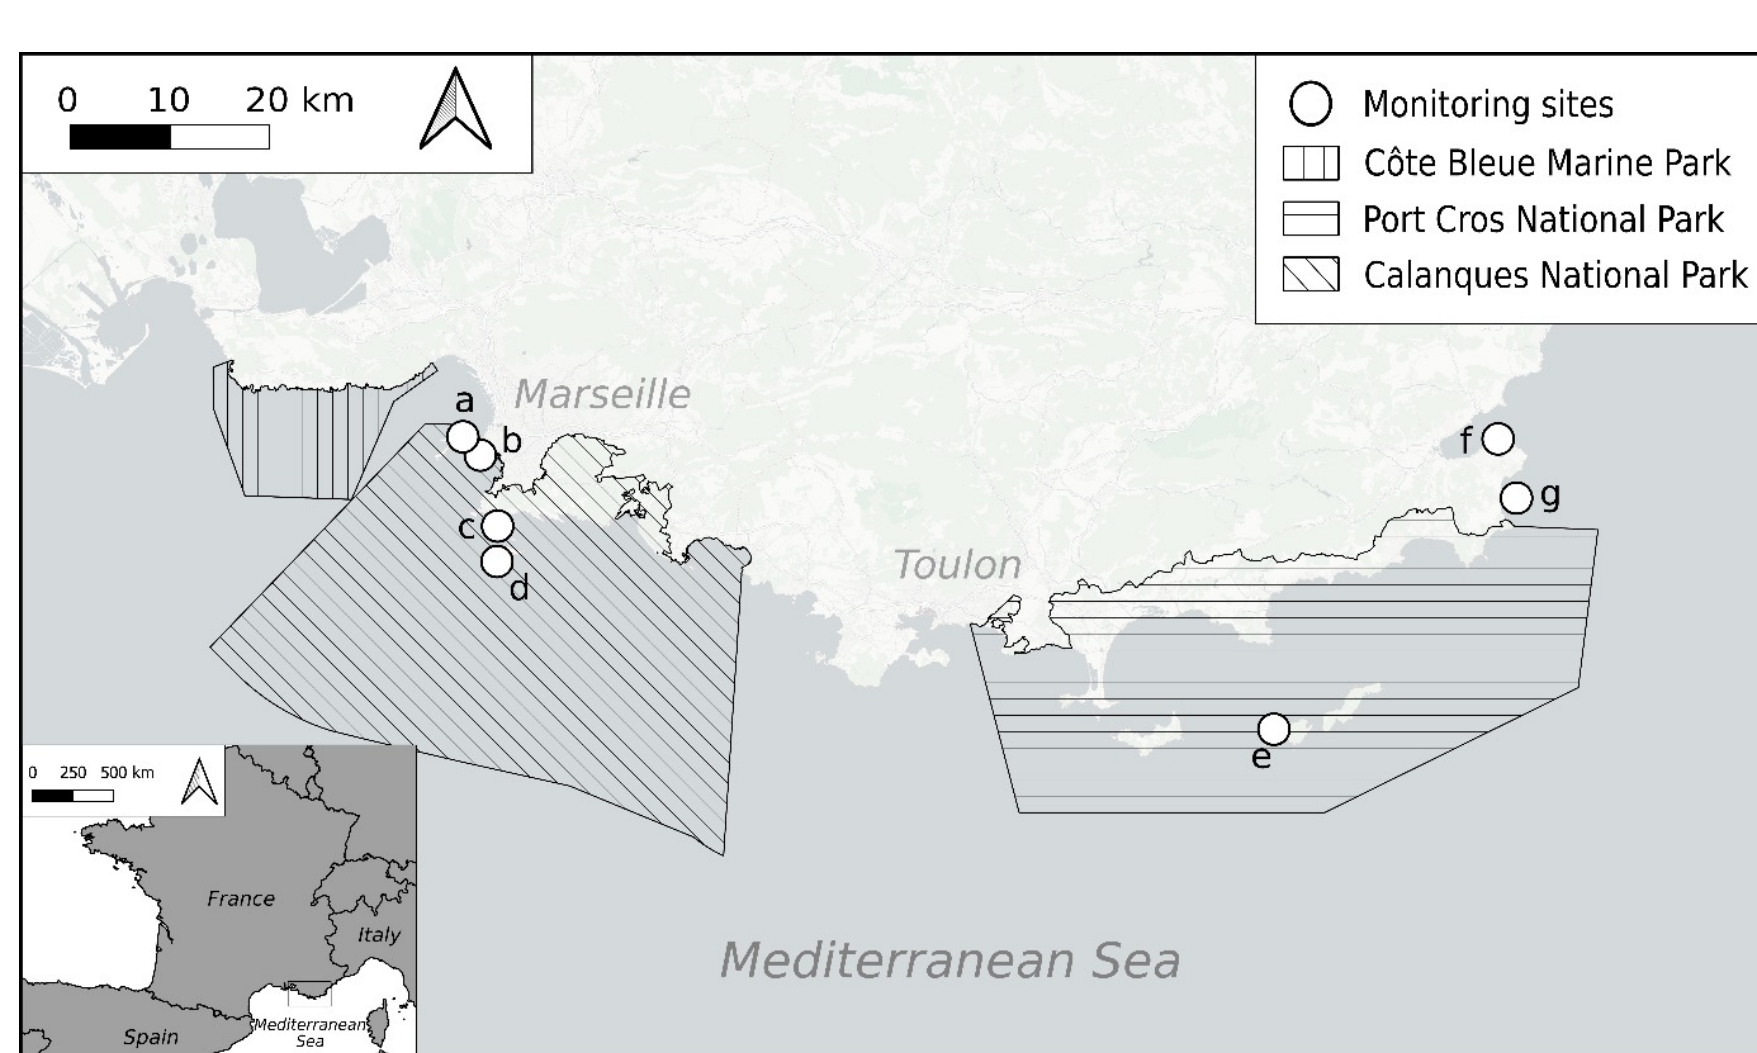 0 10 20 km
Monitoring sites
Côte Bleue Marine Park
Port Cros National Park
Calanques National Park
Marseille
a
b
c
d
Toulon
e
f
g
Mediterranean Sea
0 250 500 km
France
Italy
Spain
Mediterranean
Sea